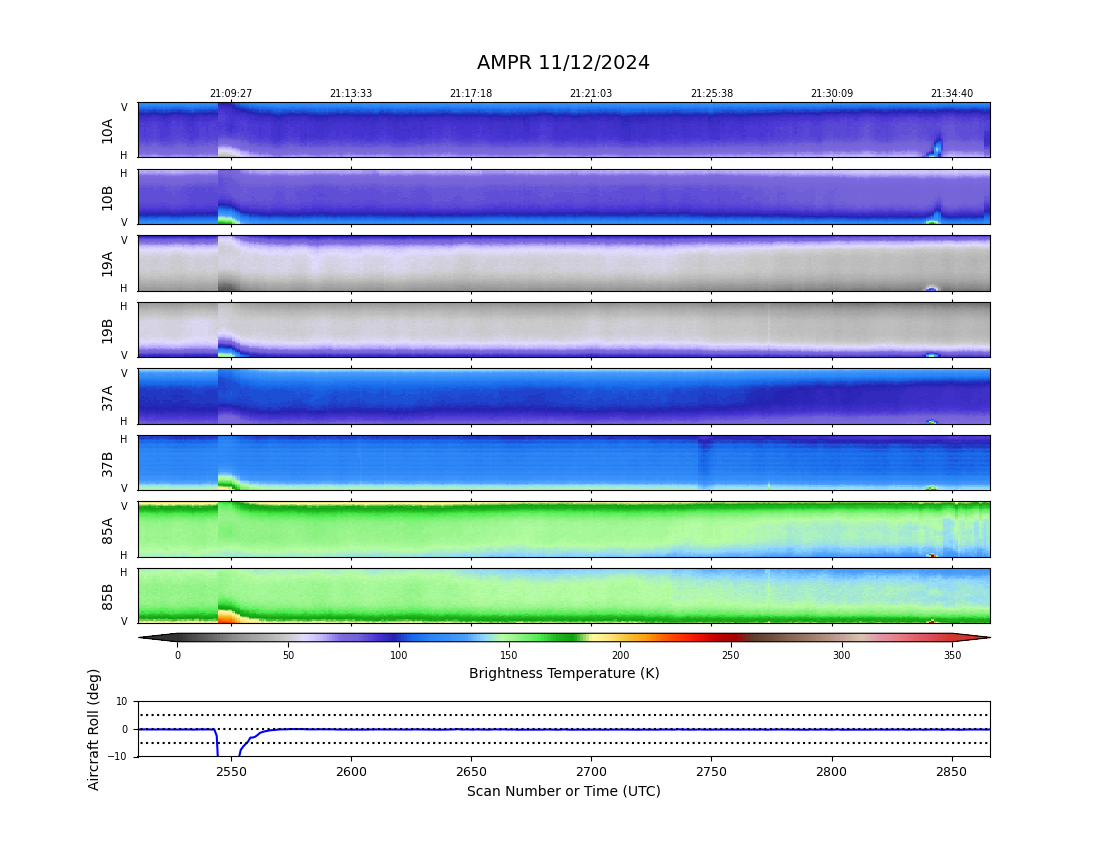 AMPR 11/12/2024
21:09:27 21:13:33 21:17:18 21:21:03 21:25:38 21:30:09 21:34:40
V
10A
H
H
10B
V
V
19A
H
H
19B
V
V
37A
H
H
37B
V
V
85A
H
H
85B
V
0 50 100 150 200 250 300 350
Brightness Temperature (K)
Aircraft Roll (deg)
10
0
−10
2550 2600 2650 2700 2750 2800 2850
Scan Number or Time (UTC)